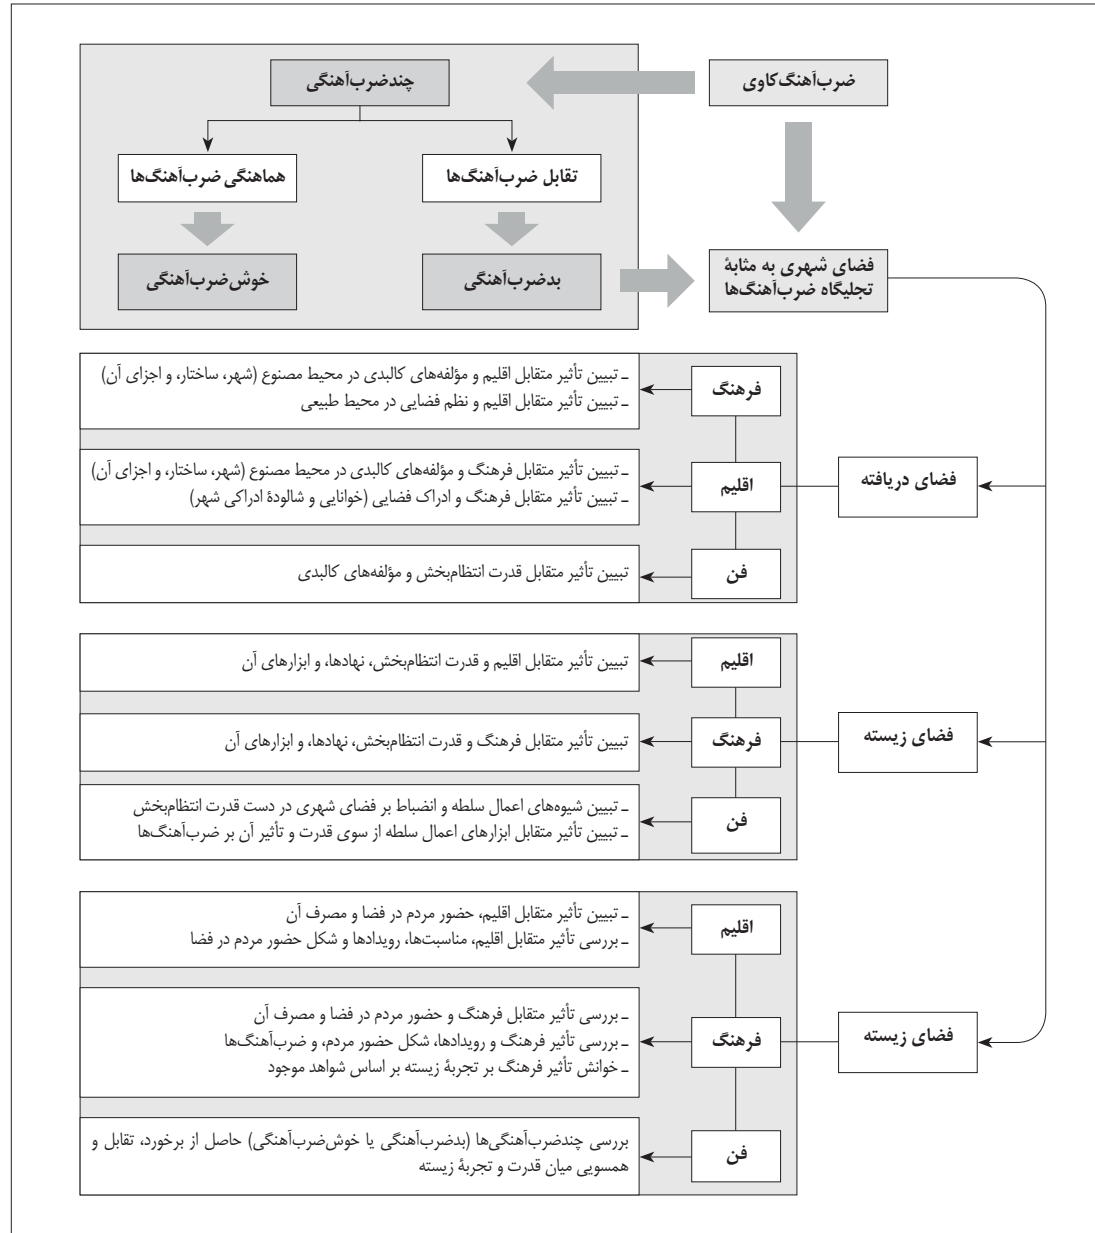 ضرب‌آهنگ‌کاوی
چندضرب‌آهنگی
تقابل ضرب‌آهنگ‌ها
هماهنگی ضرب‌آهنگ‌ها
بدضرب‌آهنگی
خوش‌ضرب‌آهنگی
فضای شهری به مثابهٔ
تجلیگاه ضرب‌آهنگ‌ها
فضای دریافته
فرهنگ
ـ تبیین تأثیر متقابل اقلیم و مؤلفه‌های کالبدی در محیط مصنوع (شهر، ساختار، و اجزای آن)
ـ تبیین تأثیر متقابل اقلیم و نظم فضایی در محیط طبیعی
اقلیم
ـ تبیین تأثیر متقابل فرهنگ و مؤلفه‌های کالبدی در محیط مصنوع (شهر، ساختار، و اجزای آن)
ـ تبیین تأثیر متقابل فرهنگ و ادراک فضایی (خوانایی و شالودهٔ ادراکی شهر)
فن
تبیین تأثیر متقابل قدرت انتظام‌بخش و مؤلفه‌های کالبدی
فضای زیسته
اقلیم
تبیین تأثیر متقابل اقلیم و قدرت انتظام‌بخش، نهادها، و ابزارهای آن
فرهنگ
تبیین تأثیر متقابل فرهنگ و قدرت انتظام‌بخش، نهادها، و ابزارهای آن
فن
ـ تبیین شیوه‌های اعمال سلطه و انضباط بر فضای شهری در دست قدرت انتظام‌بخش
ـ تبیین تأثیر متقابل ابزارهای اعمال سلطه از سوی قدرت و تأثیر آن بر ضرب‌آهنگ‌ها
فضای زیسته
اقلیم
ـ تبیین تأثیر متقابل اقلیم، حضور مردم در فضا و مصرف آن
ـ بررسی تأثیر متقابل اقلیم، مناسبت‌ها، رویدادها و شکل حضور مردم در فضا
فرهنگ
ـ بررسی تأثیر متقابل فرهنگ و حضور مردم در فضا و مصرف آن
ـ بررسی تأثیر فرهنگ و رویدادها، شکل حضور مردم، و ضرب‌آهنگ‌ها
ـ خوانش تأثیر فرهنگ بر تجربهٔ زیسته بر اساس شواهد موجود
فن
بررسی چندضرب‌آهنگی‌ها (بدضرب‌آهنگی یا خوش‌ضرب‌آهنگی) حاصل از برخورد، تقابل و
همسویی میان قدرت و تجربهٔ زیسته